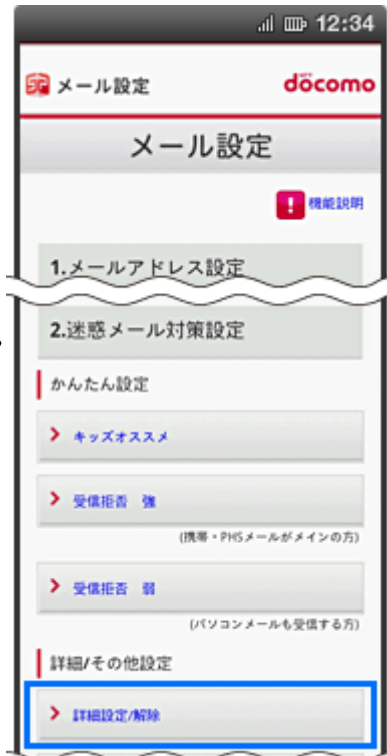 12:34
メール設定 döcomo
メール設定
機能説明
1.メールアドレス設定
2.迷惑メール対策設定
かんたん設定
キッズオススメ
受信拒否 強
(携帯・PHSメールがメインの方)
受信拒否 弱
(パソコンメールも受信する方)
詳細/その他設定
詳細設定/解除